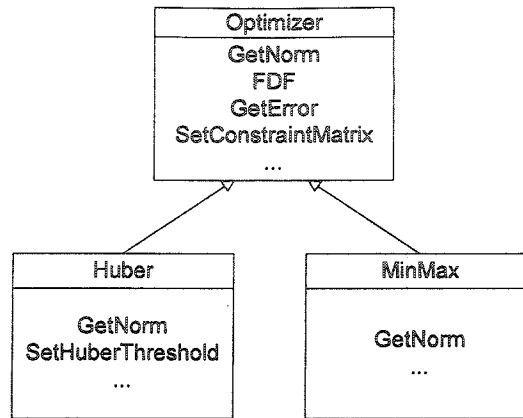 Optimizer
GetNorm
FDF
GetError
SetConstraintMatrix
...
Huber
GetNorm
SetHuberThreshold
...
MinMax
GetNorm
...